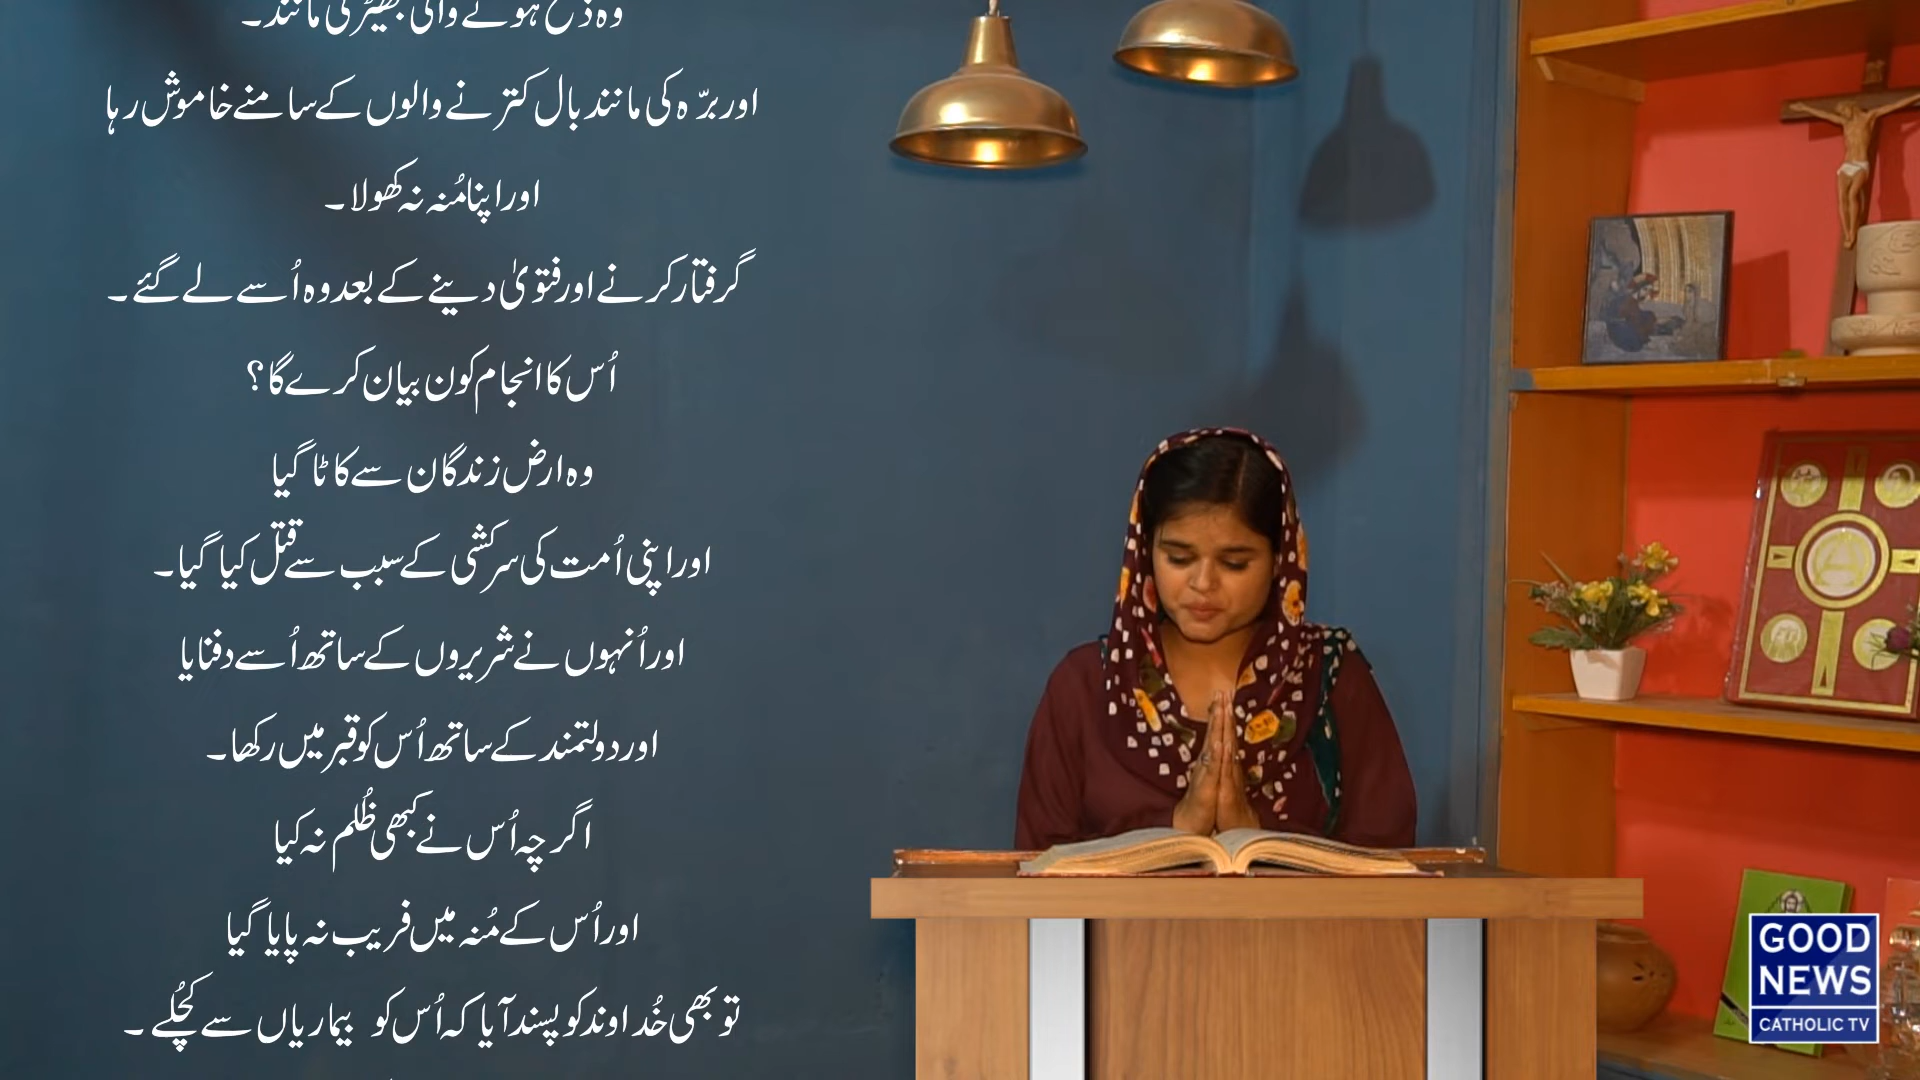 وہ ذبح ہونے والی بھیڑ کی مانند۔
اور برّہ کی مانند بال کترنے والوں کے سامنے خاموش رہا
اور اپنا مُنہ نہ کھولا۔
گرفتار کرنے اور فتویٰ دینے کے بعد وہ اُسے لے گئے۔
اُس کا انجام کون بیان کرے گا؟
وہ ارض زندگان سے کاٹا گیا
اور اپنی اُمت کی سرکشی کے سبب سے قتل کیا گیا۔
اور اُنہوں نے شریروں کے ساتھ اُسے دفنایا
اور دولتمند کے ساتھ اُس کو قبر میں رکھا۔
اگرچہ اُس نے کبھی ظُلم نہ کیا
اور اُس کے مُنہ میں فریب نہ پایا گیا
تو بھی خُداوند کو پسند آیا کہ اُس کو بیماریاں سے کُچلے۔
GOOD
NEWS
CATHOLIC TV